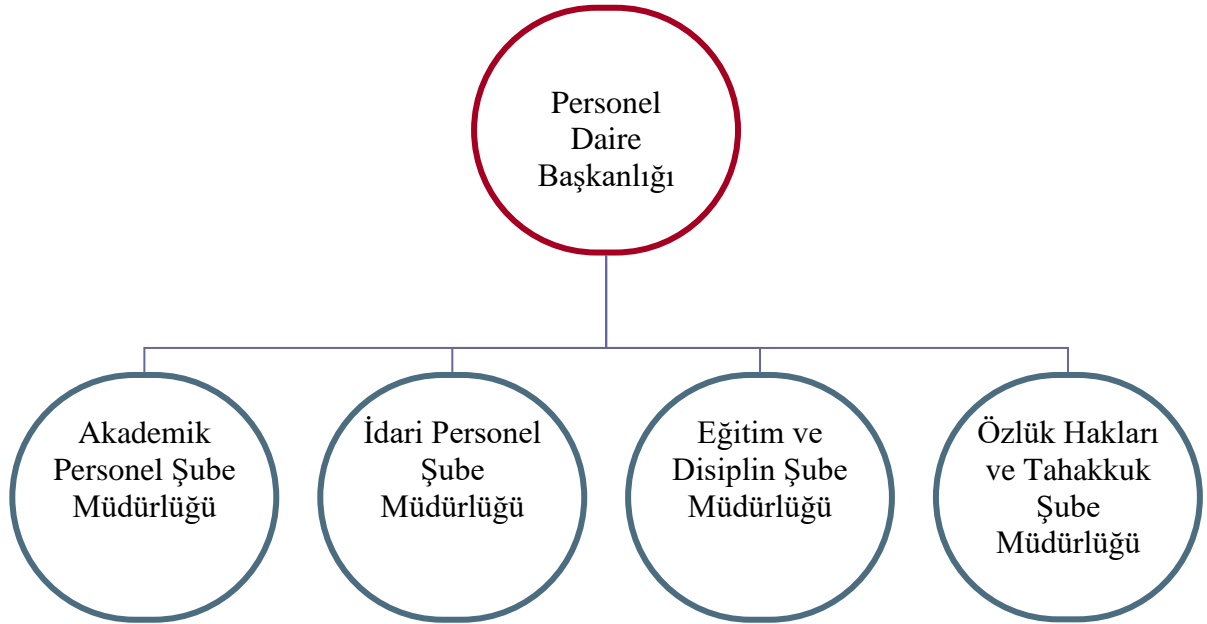 Personel
Daire
Başkanlığı
Akademik
Personel Şube
Müdürlüğü
İdari Personel
Şube
Müdürlüğü
Eğitim ve
Disiplin Şube
Müdürlüğü
Özlük Hakları
ve Tahakkuk
Şube
Müdürlüğü